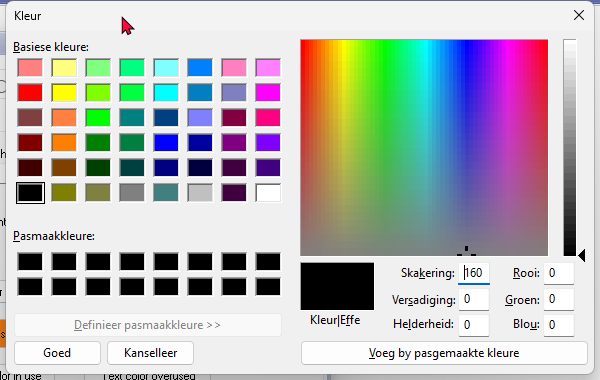 Kleur
Basiese kleure:
Pasmaakkleure:
Definieer pasmaakkleure >>
Goed
Kanselleer
Kleur|Effe
Skakering: 160
Versadiging: 0
Helderheid: 0
Rooi: 0
Groen: 0
Blou: 0
Voeg by pasgemaakte kleure
or in use
Text color overused